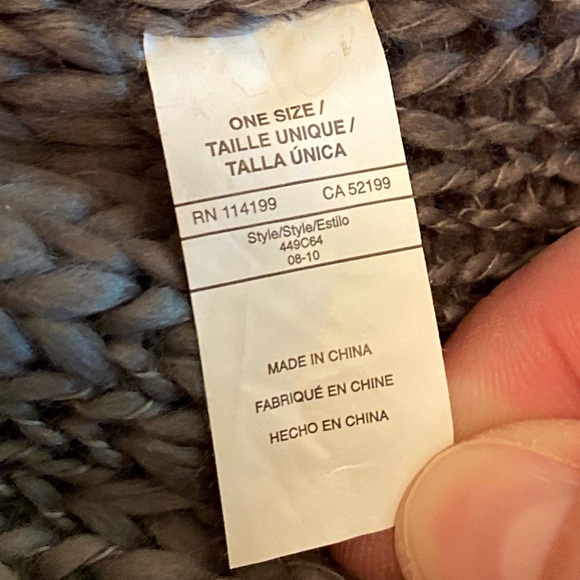 ONE SIZE /
TAILLE UNIQUE /
TALLA ÚNICA
RN 114199 CA 52199
Style/Style/Estilo
449C64
08-10
MADE IN CHINA
FABRIQUÉ EN CHINE
HECHO EN CHINA